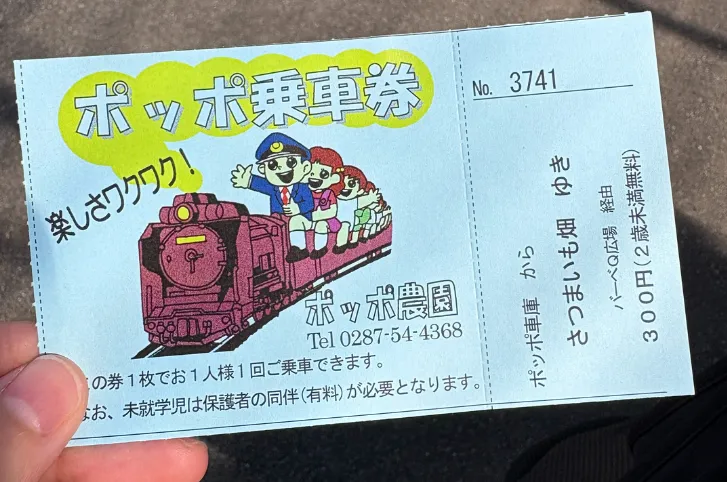 ポッポ乗車券
楽しさワクワク!
ポッポ農園
Tel 0287-54-4368
この券1枚でお1人様1回ご乗車できます。
なお、未就学児は保護者の同伴(有料)が必要となります。
No. 3741
ポッポ車庫 から
さつまいも畑 ゆき
バーベQ広場 経由
300円(2歳未満無料)